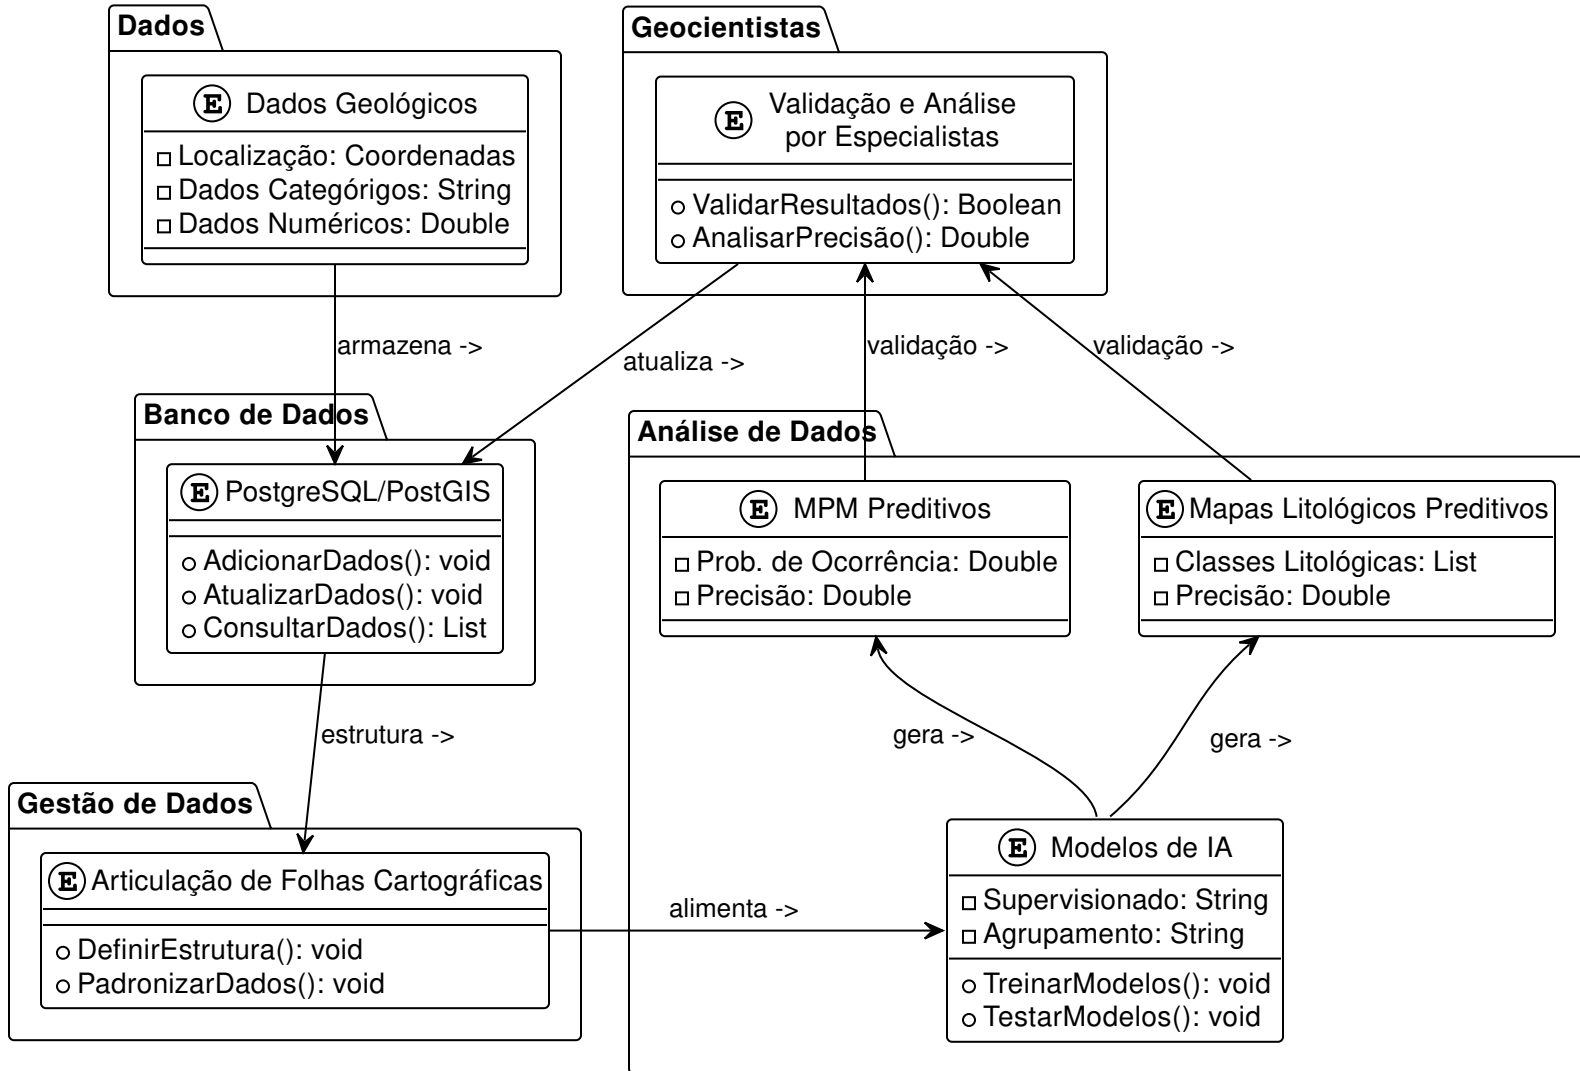 Dados
E Dados Geológicos
Localização: Coordenadas
Dados Categórigos: String
Dados Numéricos: Double
Geocientistas
E Validação e Análise
por Especialistas
ValidarResultados(): Boolean
AnalisarPrecisão(): Double
armazena ->
atualiza ->
validação ->
validação ->
Banco de Dados
E PostgreSQL/PostGIS
AdicionarDados(): void
AtualizarDados(): void
ConsultarDados(): List
Análise de Dados
E MPM Preditivos
Prob. de Ocorrência: Double
Precisão: Double
E Mapas Litológicos Preditivos
Classes Litológicas: List
Precisão: Double
estrutura ->
gera ->
gera ->
Gestão de Dados
E Articulação de Folhas Cartográficas
DefinirEstrutura(): void
PadronizarDados(): void
alimenta ->
E Modelos de IA
Supervisionado: String
Agrupamento: String
TreinarModelos(): void
TestarModelos(): void